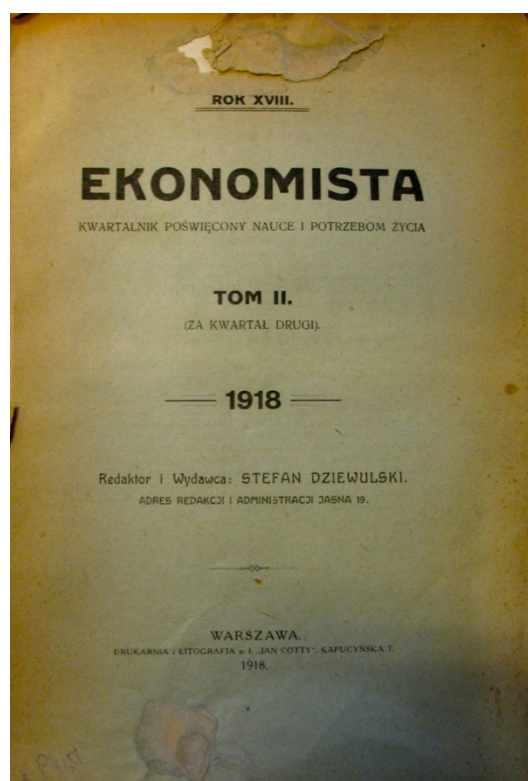 ROK XVIII.
EKONOMISTA
KWARTALNIK POŚWIĘCONY NAUCE I POTRZEBOM ŻYCIA
TOM II.
(ZA KWARTAŁ DRUGI).
1918
Redaktor i Wydawca: STEFAN DZIEWULSKI.
ADRES REDAKCJI I ADMINISTRACJI JASNA 19.
WARSZAWA.
DRUKARNIA i LITOGRAFJA p. f. „JAN COTTY”, KAPUCYŃSKA 7.
1918.